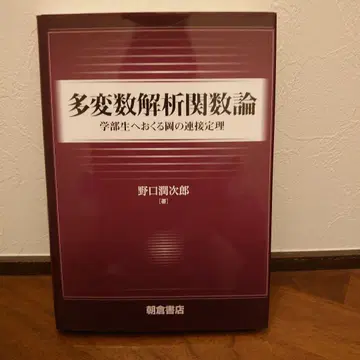 多変数解析関数論
学部生へおくる岡の連接定理
野口潤次郎
[著]
朝倉書店